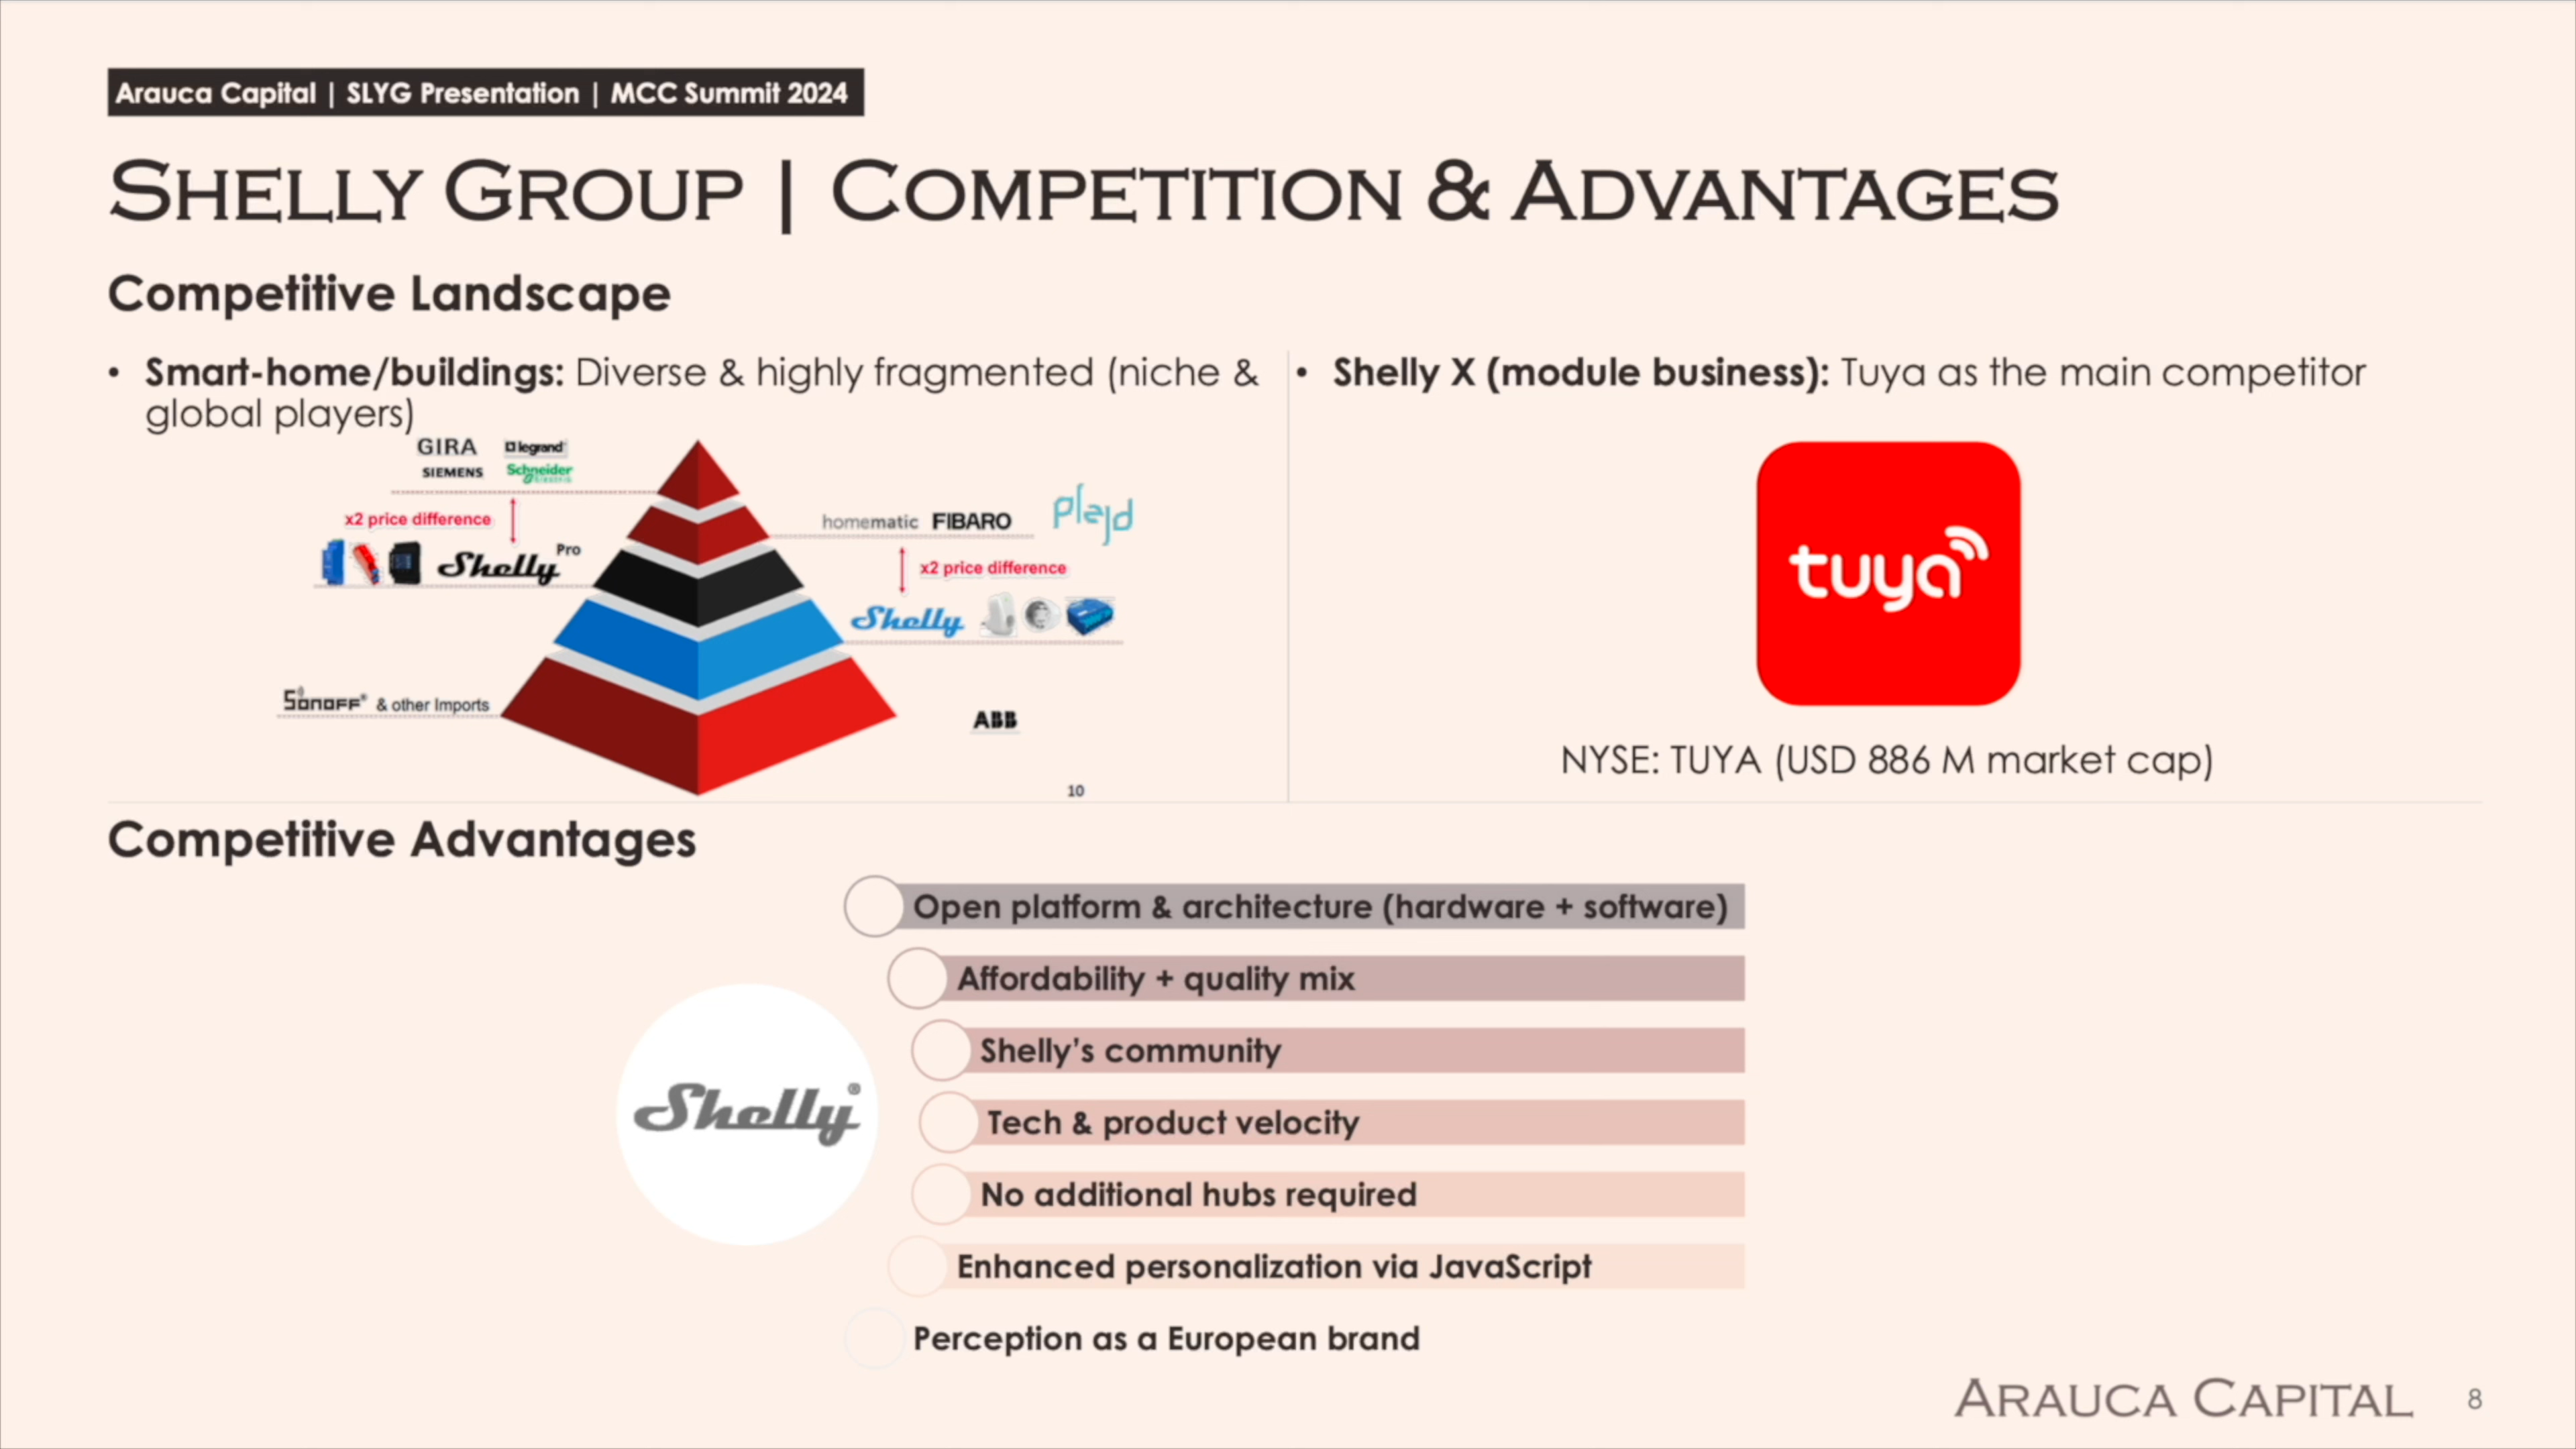 Arauca Capital | SLYG Presentation | MCC Summit 2024
Shelly Group | Competition & Advantages
Competitive Landscape
• Smart-home/buildings: Diverse & highly fragmented (niche &
global players)
GIRA legrand
SIEMENS Schneider Electric
x2 price difference
Shelly Pro
homematic FIBARO plejd
x2 price difference
Shelly
SONOFF® & other Imports
ABB
10
• Shelly X (module business): Tuya as the main competitor
tuya
NYSE: TUYA (USD 886 M market cap)
Competitive Advantages
Shelly®
Open platform & architecture (hardware + software)
Affordability + quality mix
Shelly's community
Tech & product velocity
No additional hubs required
Enhanced personalization via JavaScript
Perception as a European brand
Arauca Capital 8